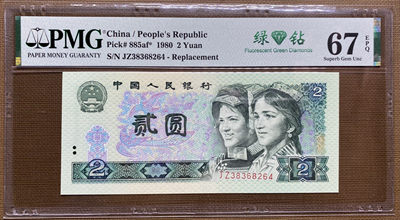 PMG
PAPER MONEY GUARANTY
China / People's Republic
Pick# 885af* 1980 2 Yuan
S/N JZ38368264 - Replacement
绿 钻
Fluorescent Green Diamonds
67 EPQ
Superb Gem Unc
中国人民银行
2
贰圆
JZ38368264
2
2